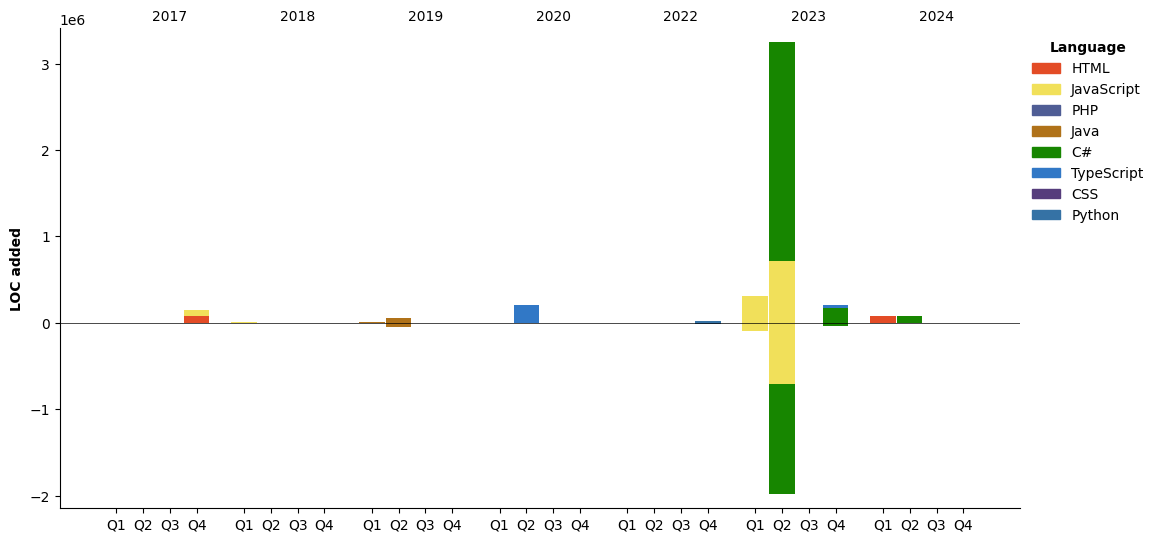 2017 2018 2019 2020 2022 2023 2024
1e6
Language
HTML
JavaScript
PHP
Java
C#
TypeScript
CSS
Python
LOC added
3
2
1
0
−1
−2
Q1 Q2 Q3 Q4 Q1 Q2 Q3 Q4 Q1 Q2 Q3 Q4 Q1 Q2 Q3 Q4 Q1 Q2 Q3 Q4 Q1 Q2 Q3 Q4 Q1 Q2 Q3 Q4